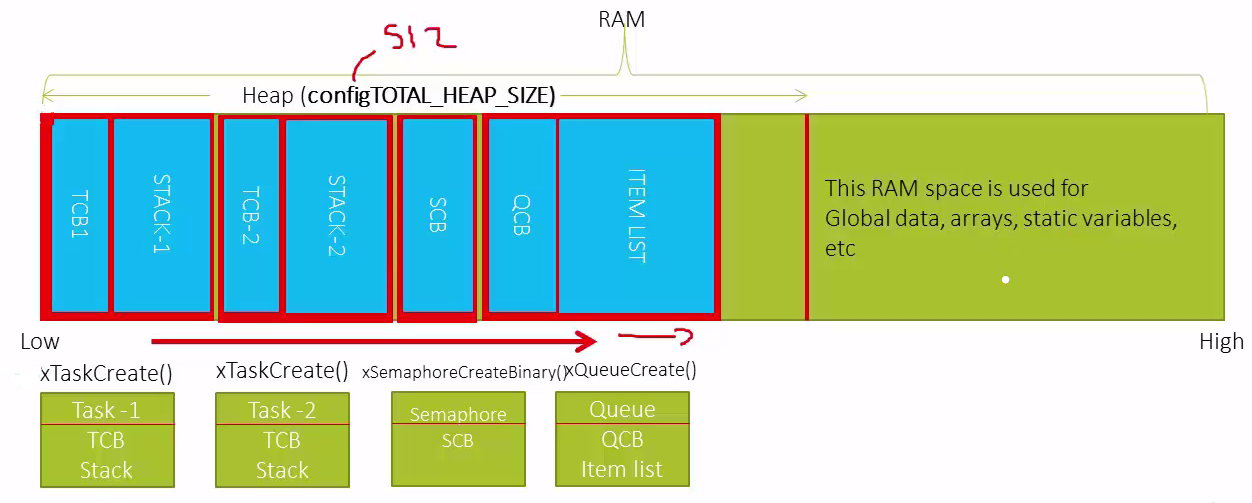 RAM
512
Heap (configTOTAL_HEAP_SIZE)
TCB1
STACK-1
TCB-2
STACK-2
SCB
QCB
ITEM LIST
This RAM space is used for
Global data, arrays, static variables,
etc
Low
High
xTaskCreate()
xTaskCreate()
xSemaphoreCreateBinary()
xQueueCreate()
Task -1
TCB
Stack
Task -2
TCB
Stack
Semaphore
SCB
Queue
QCB
Item list